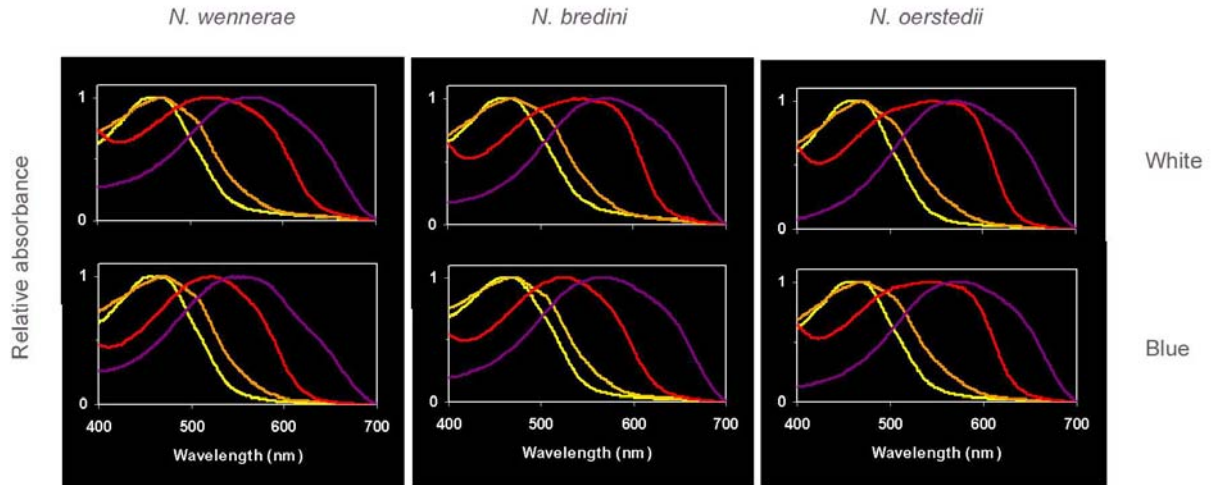 N. wennerae
N. bredini
N. oerstedii
Relative absorbance
1
0
1
0
1
0
White
1
0
1
0
1
0
Blue
400 500 600 700
400 500 600 700
400 500 600 700
Wavelength (nm)
Wavelength (nm)
Wavelength (nm)